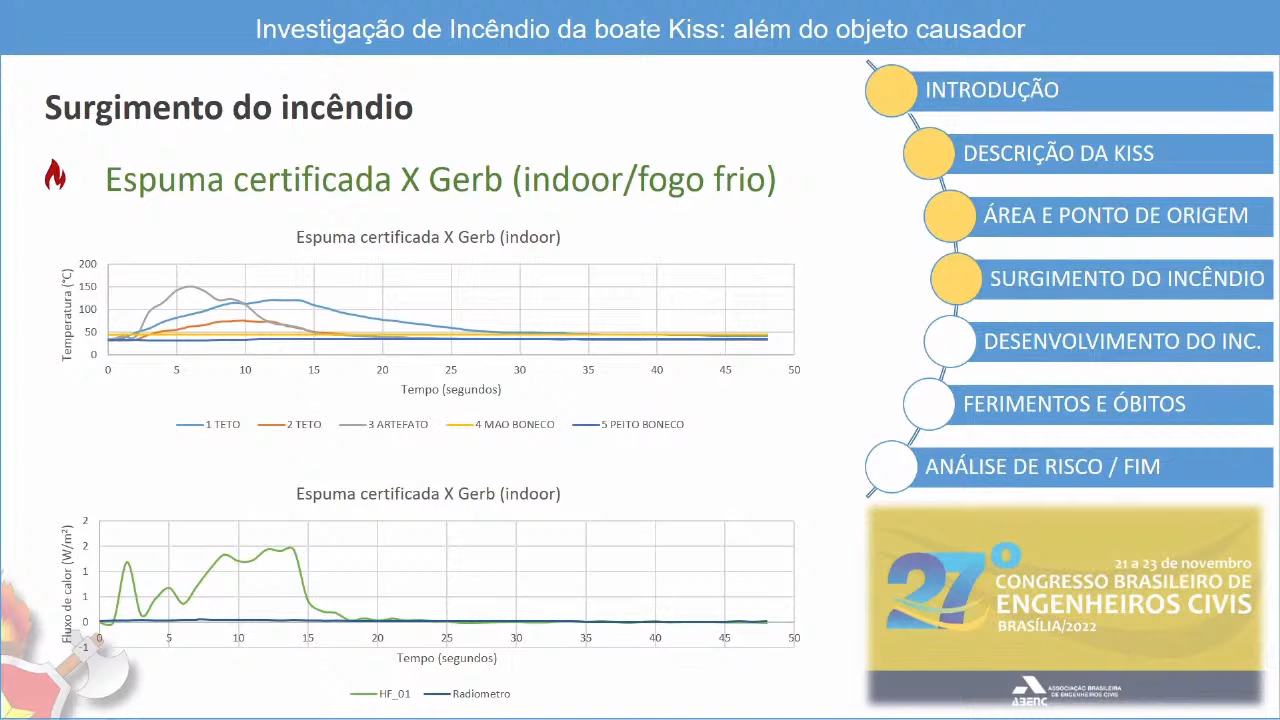 Investigação de Incêndio da boate Kiss: além do objeto causador
Surgimento do incêndio
Espuma certificada X Gerb (indoor/fogo frio)
Espuma certificada X Gerb (indoor)
Temperatura (°C)
200
150
100
50
0
0 5 10 15 20 25 30 35 40 45 50
Tempo (segundos)
1 TETO 2 TETO 3 ARTEFATO 4 MAO BONECO 5 PEITO BONECO
Espuma certificada X Gerb (indoor)
Fluxo de calor (W/m²)
2
2
1
1
0
-1
0 5 10 15 20 25 30 35 40 45 50
Tempo (segundos)
HF_01 Radiometro
INTRODUÇÃO
DESCRIÇÃO DA KISS
ÁREA E PONTO DE ORIGEM
SURGIMENTO DO INCÊNDIO
DESENVOLVIMENTO DO INC.
FERIMENTOS E ÓBITOS
ANÁLISE DE RISCO / FIM
27º
21 a 23 de novembro
CONGRESSO BRASILEIRO DE
ENGENHEIROS CIVIS
BRASÍLIA/2022
ABENC
ASSOCIAÇÃO BRASILEIRA
DE ENGENHEIROS CIVIS